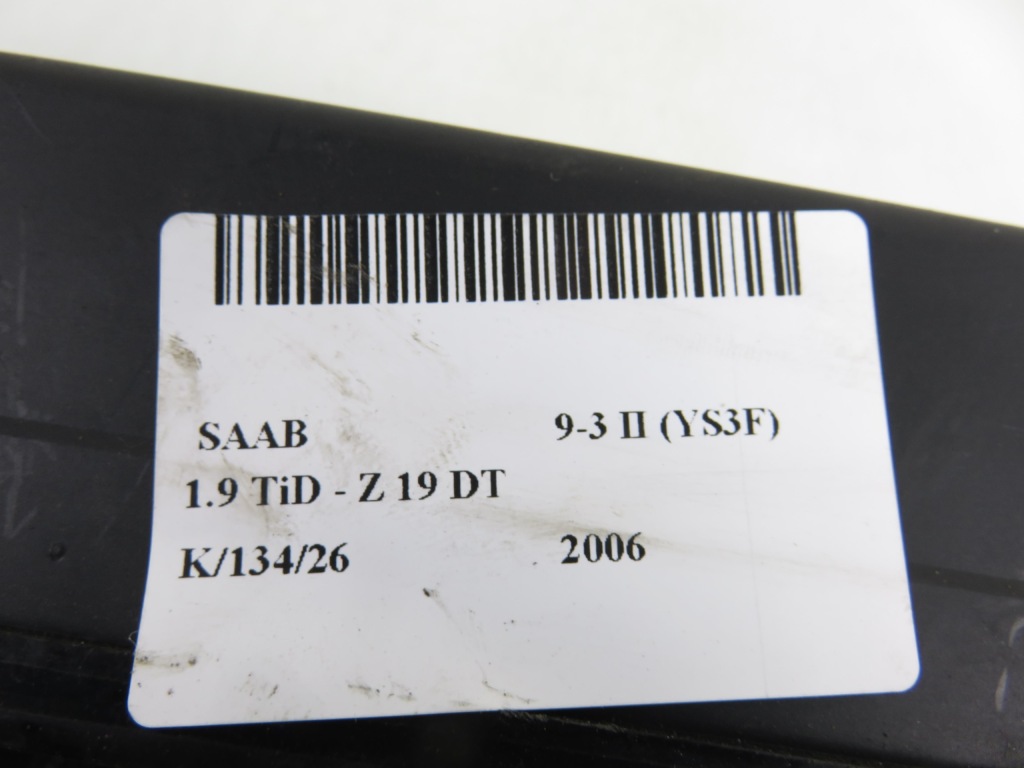 SAAB 9-3 II (YS3F)
1.9 TiD - Z 19 DT
K/134/26 2006